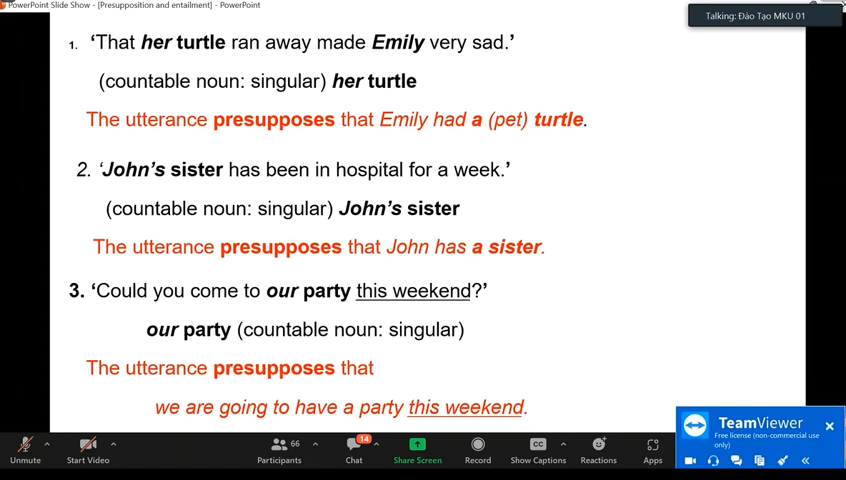 PowerPoint Slide Show - [Presupposition and entailment] - PowerPoint
Talking: Đào Tạo MKU 01
1. ‘That her turtle ran away made Emily very sad.’
(countable noun: singular) her turtle
The utterance presupposes that Emily had a (pet) turtle.
2. ‘John’s sister has been in hospital for a week.’
(countable noun: singular) John’s sister
The utterance presupposes that John has a sister.
3. ‘Could you come to our party this weekend?’
our party (countable noun: singular)
The utterance presupposes that
we are going to have a party this weekend.
TeamViewer
Free license (non-commercial use
only)
66
14
CC
Unmute Start Video Participants Chat Share Screen Record Show Captions Reactions Apps